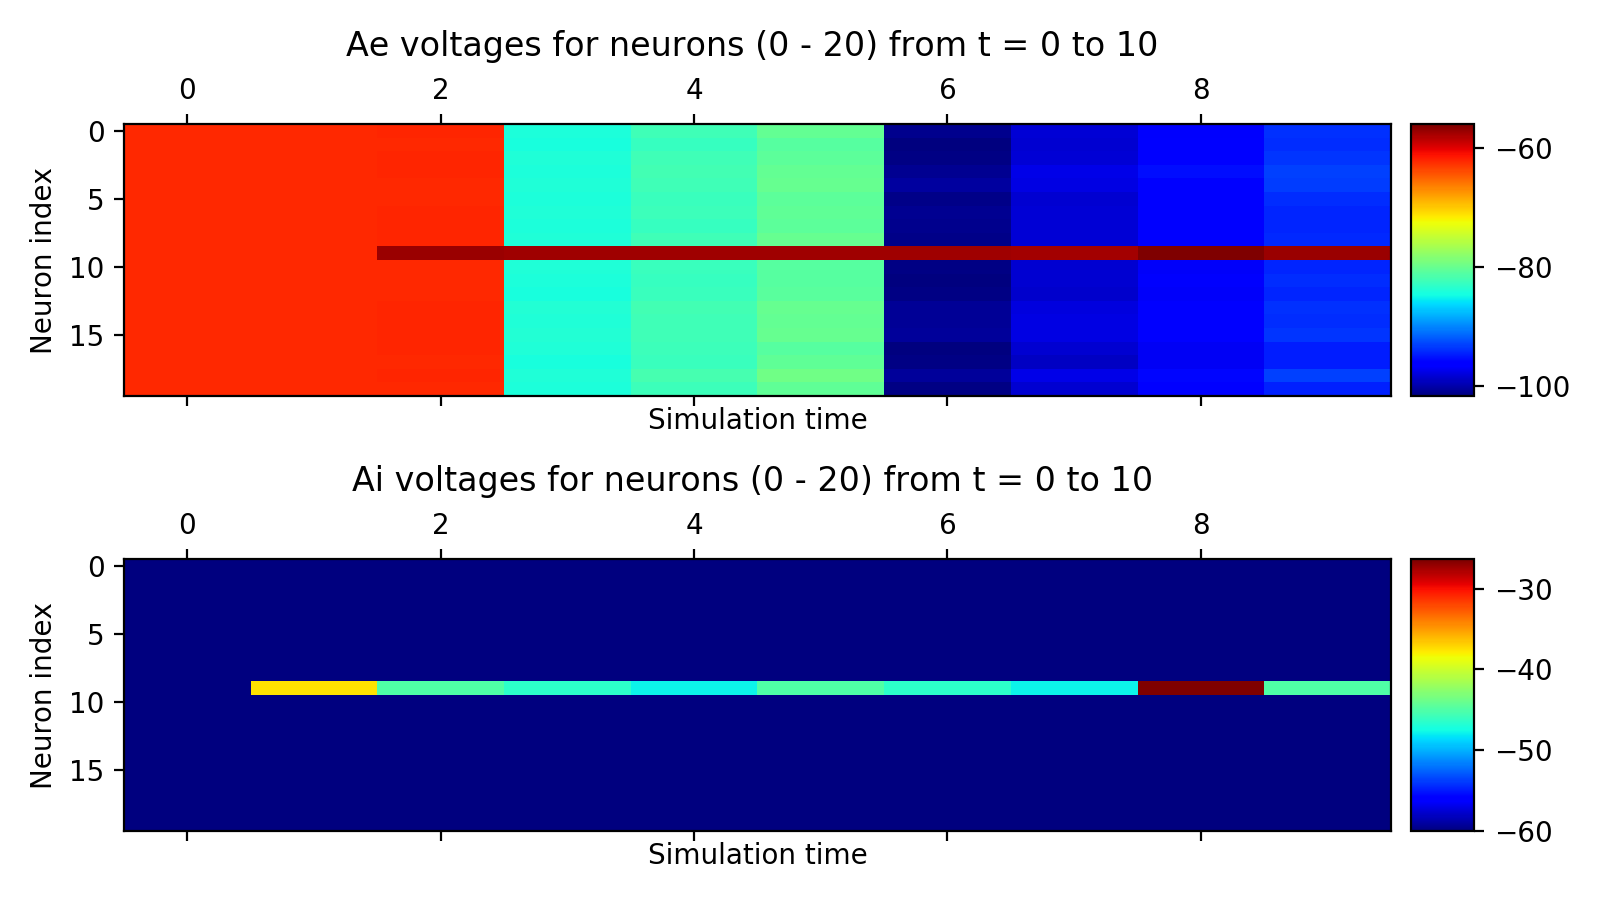 Ae voltages for neurons (0 - 20) from t = 0 to 10
0 2 4 6 8
Neuron index
0
5
10
15
−60
−80
−100
Simulation time
Ai voltages for neurons (0 - 20) from t = 0 to 10
0 2 4 6 8
Neuron index
0
5
10
15
−30
−40
−50
−60
Simulation time